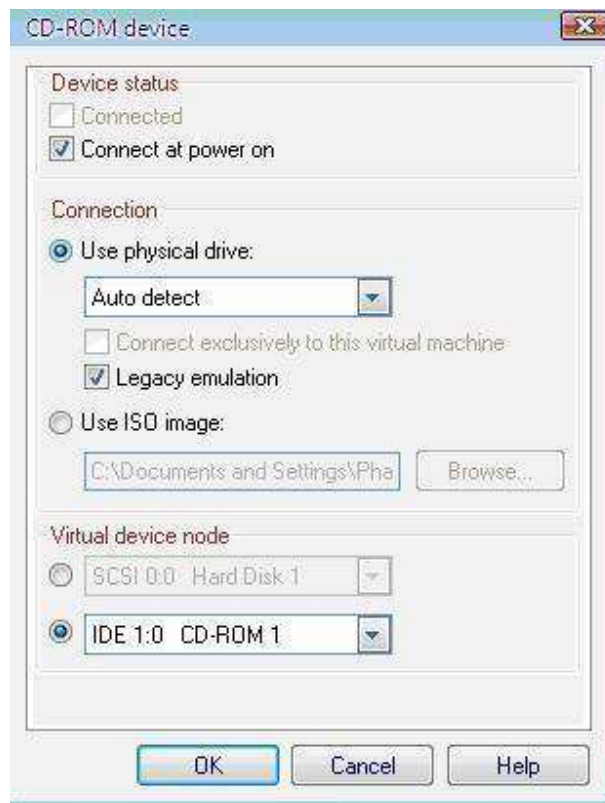 CD-ROM device
Device status
Connected
Connect at power on
Connection
Use physical drive:
Auto detect
Connect exclusively to this virtual machine
Legacy emulation
Use ISO image:
C:\Documents and Settings\Pha Browse...
Virtual device node
SCSI 0:0 Hard Disk 1
IDE 1:0 CD-ROM 1
OK Cancel Help